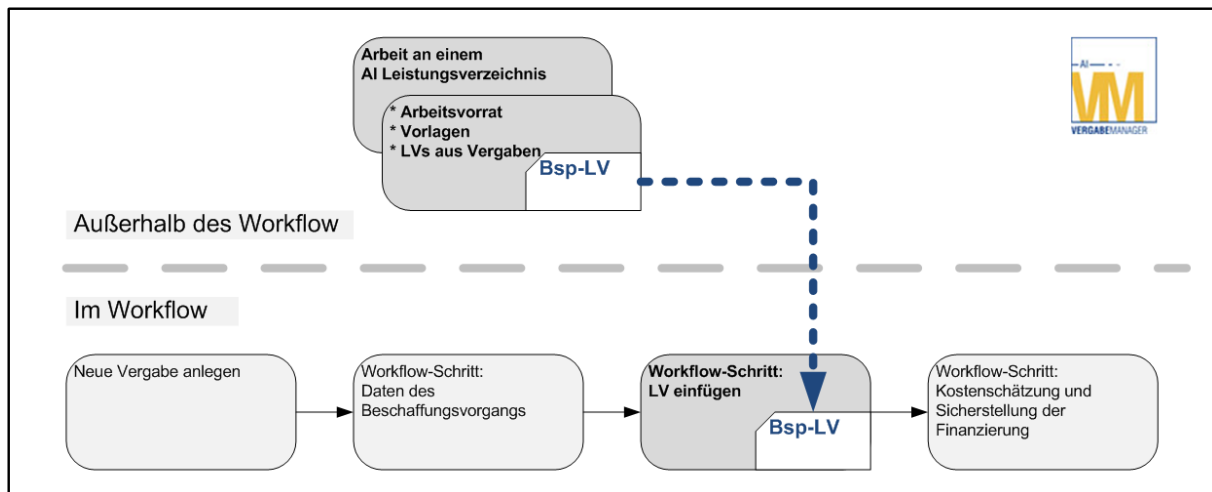 Arbeit an einem
AI Leistungsverzeichnis
* Arbeitsvorrat
* Vorlagen
* LVs aus Vergaben
Bsp-LV
AI
VM
VERGABEMANAGER
Außerhalb des Workflow
Im Workflow
Neue Vergabe anlegen
Workflow-Schritt:
Daten des
Beschaffungsvorgangs
Workflow-Schritt:
LV einfügen
Bsp-LV
Workflow-Schritt:
Kostenschätzung und
Sicherstellung der
Finanzierung